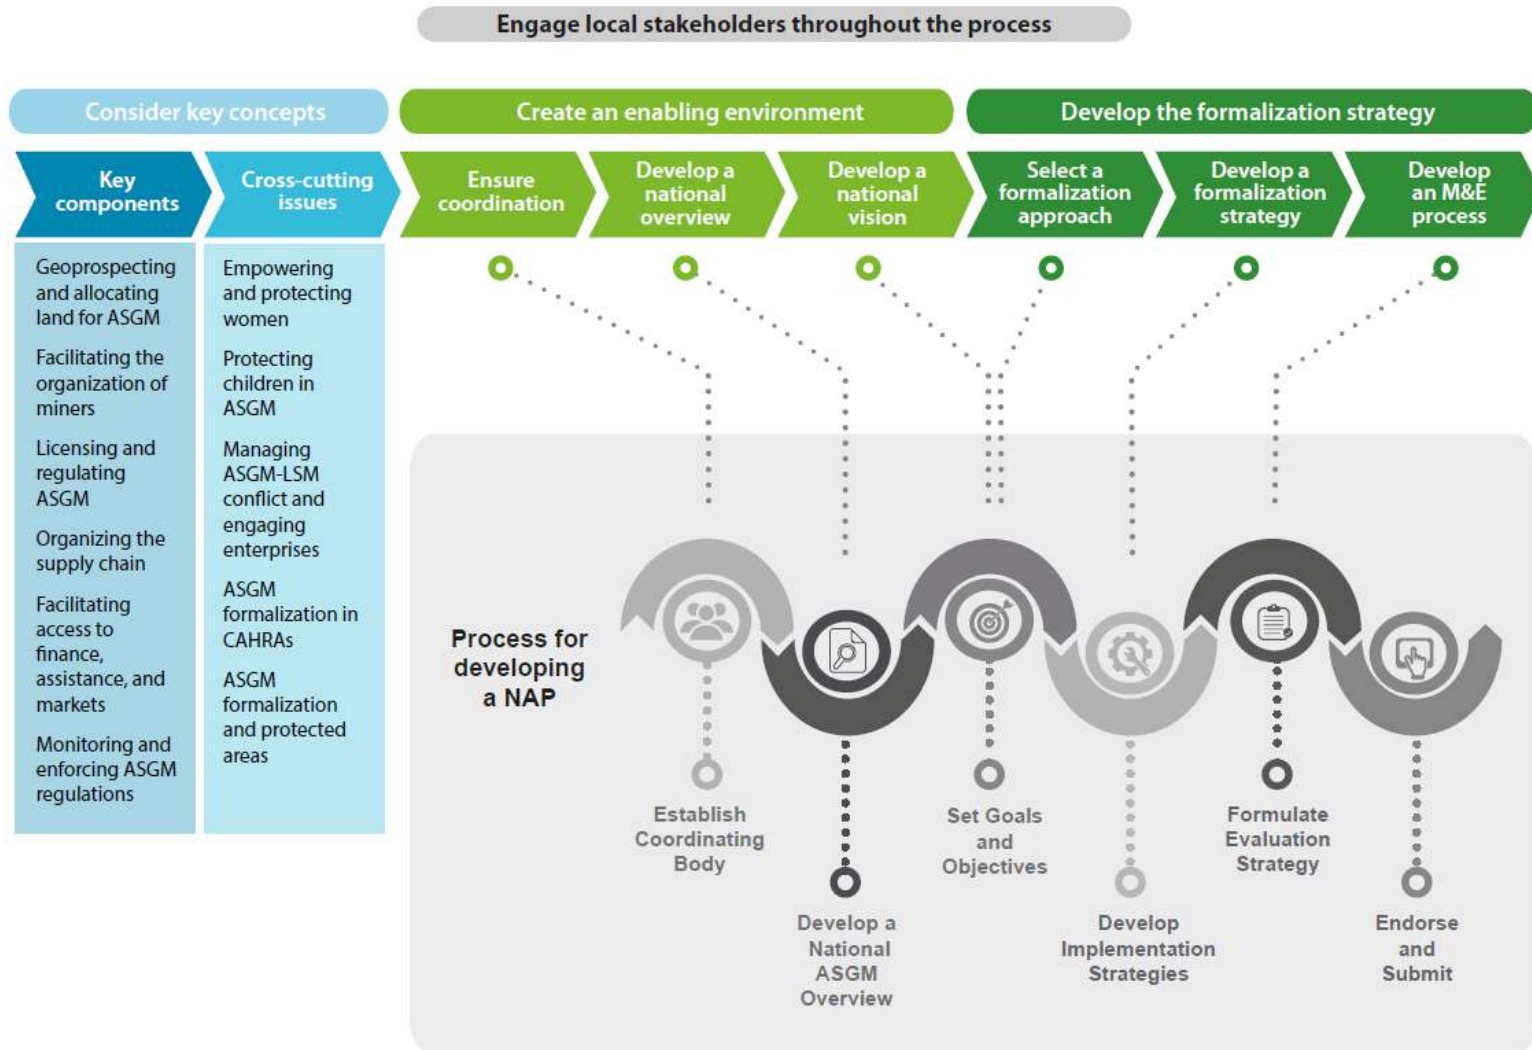 Engage local stakeholders throughout the process
Consider key concepts
Create an enabling environment
Develop the formalization strategy
Key
components
Cross-cutting
issues
Ensure
coordination
Develop a
national
overview
Develop a
national
vision
Select a
formalization
approach
Develop a
formalization
strategy
Develop
an M&E
process
Geoprospecting
and allocating
land for ASGM
Facilitating the
organization of
miners
Licensing and
regulating
ASGM
Organizing the
supply chain
Facilitating
access to
finance,
assistance, and
markets
Monitoring and
enforcing ASGM
regulations
Empowering
and protecting
women
Protecting
children in
ASGM
Managing
ASGM-LSM
conflict and
engaging
enterprises
ASGM
formalization in
CAHRAs
ASGM
formalization
and protected
areas
Process for
developing
a NAP
Establish
Coordinating
Body
Develop a
National
ASGM
Overview
Set Goals
and
Objectives
Develop
Implementation
Strategies
Formulate
Evaluation
Strategy
Endorse
and
Submit